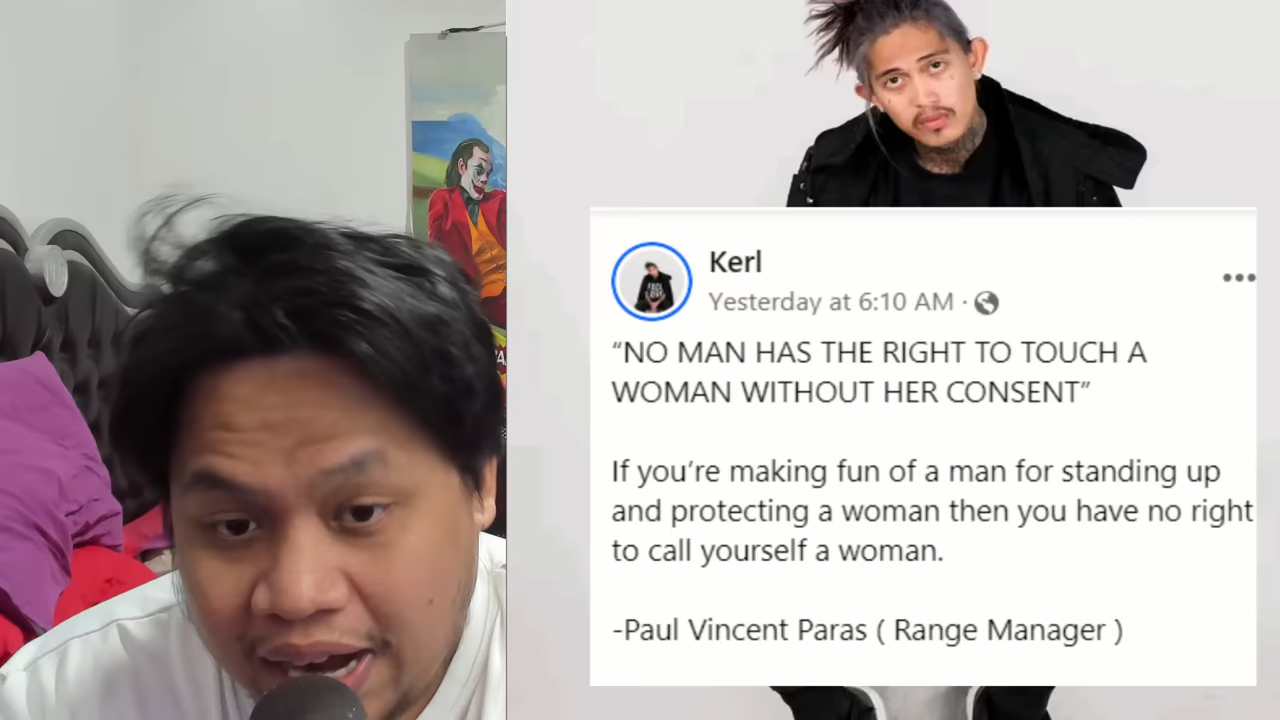 Kerl
Yesterday at 6:10 AM ·
“NO MAN HAS THE RIGHT TO TOUCH A
WOMAN WITHOUT HER CONSENT”
If you’re making fun of a man for standing up
and protecting a woman then you have no right
to call yourself a woman.
-Paul Vincent Paras ( Range Manager )